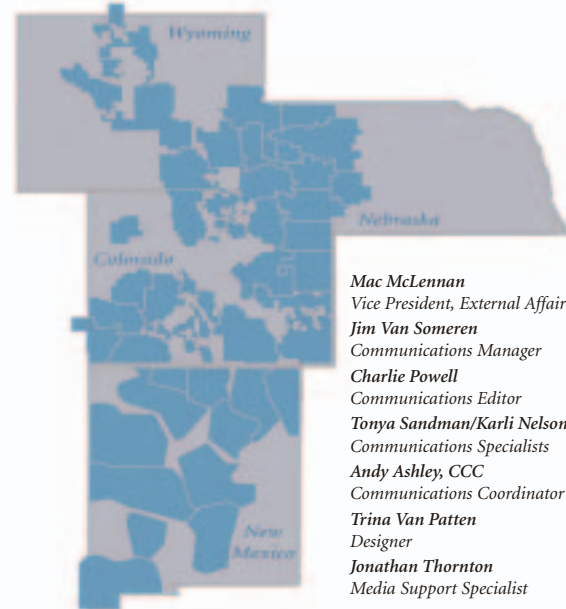 Wyoming
Nebraska
Colorado
New
Mexico
Mac McLennan
Vice President, External Affair
Jim Van Someren
Communications Manager
Charlie Powell
Communications Editor
Tonya Sandman/Karli Nelson
Communications Specialists
Andy Ashley, CCC
Communications Coordinator
Trina Van Patten
Designer
Jonathan Thornton
Media Support Specialist